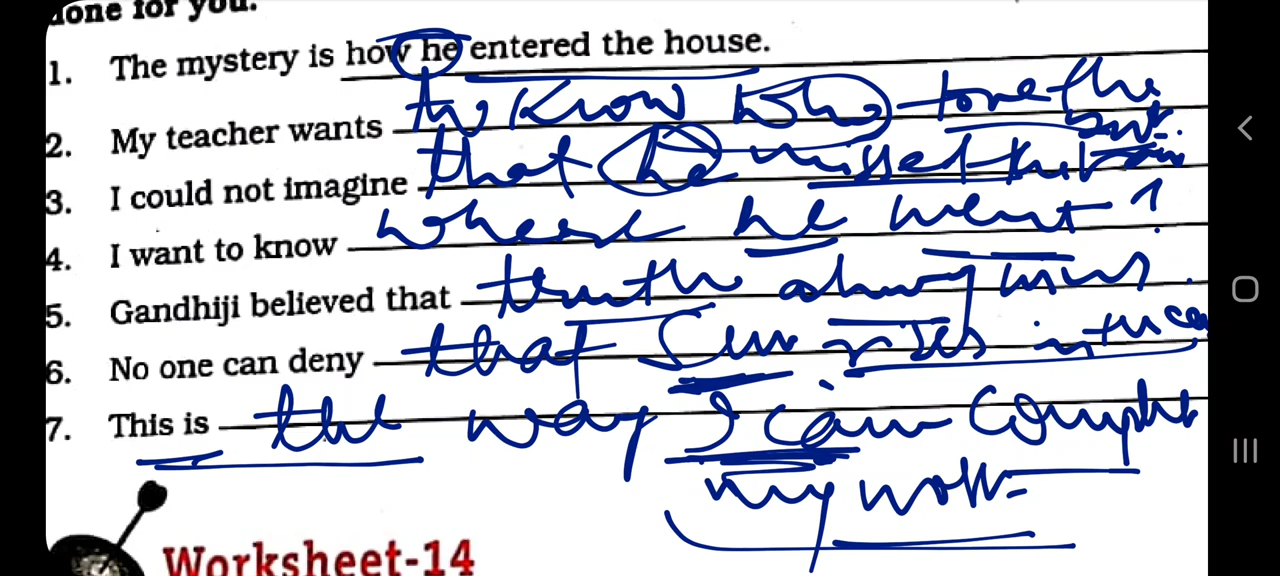 done for you.
1. The mystery is how he entered the house.
2. My teacher wants to know who tore the
3. I could not imagine that he missed the
4. I want to know where he went?
5. Gandhiji believed that truth always wins.
6. No one can deny that Sun rises in the
7. This is the way I can complete
my work.
Worksheet-14